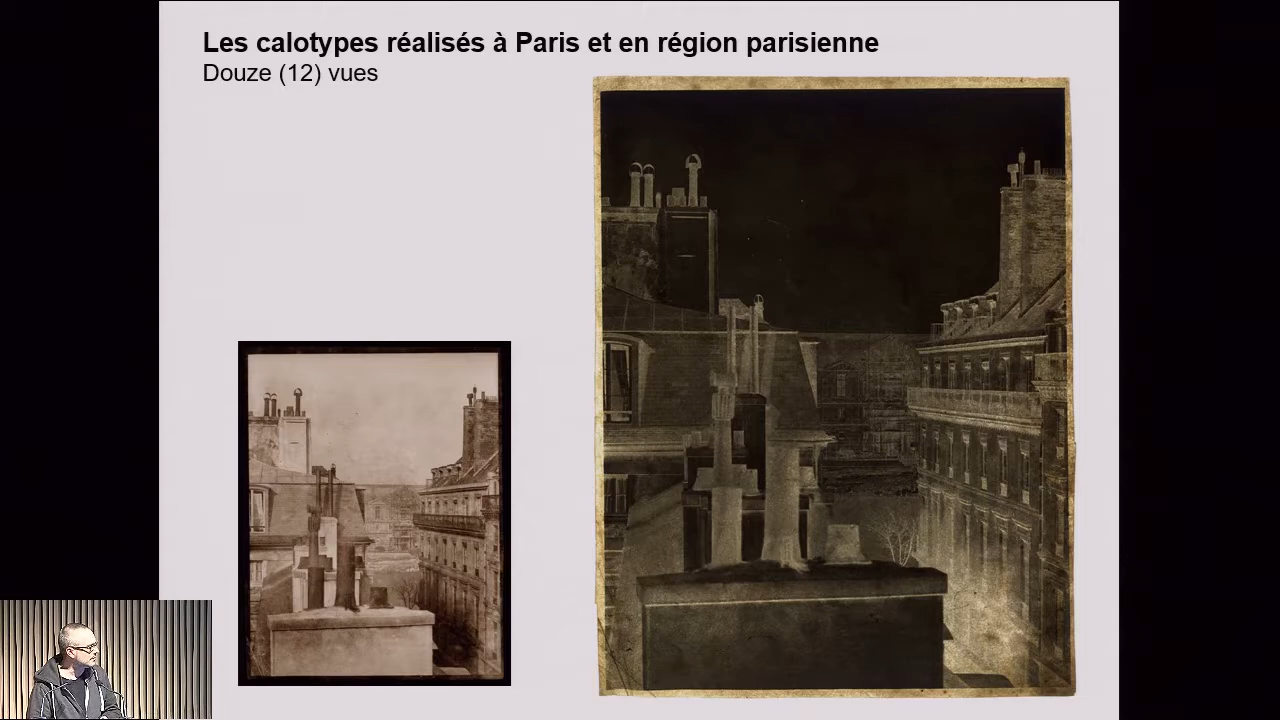 Les calotypes réalisés à Paris et en région parisienne
Douze (12) vues